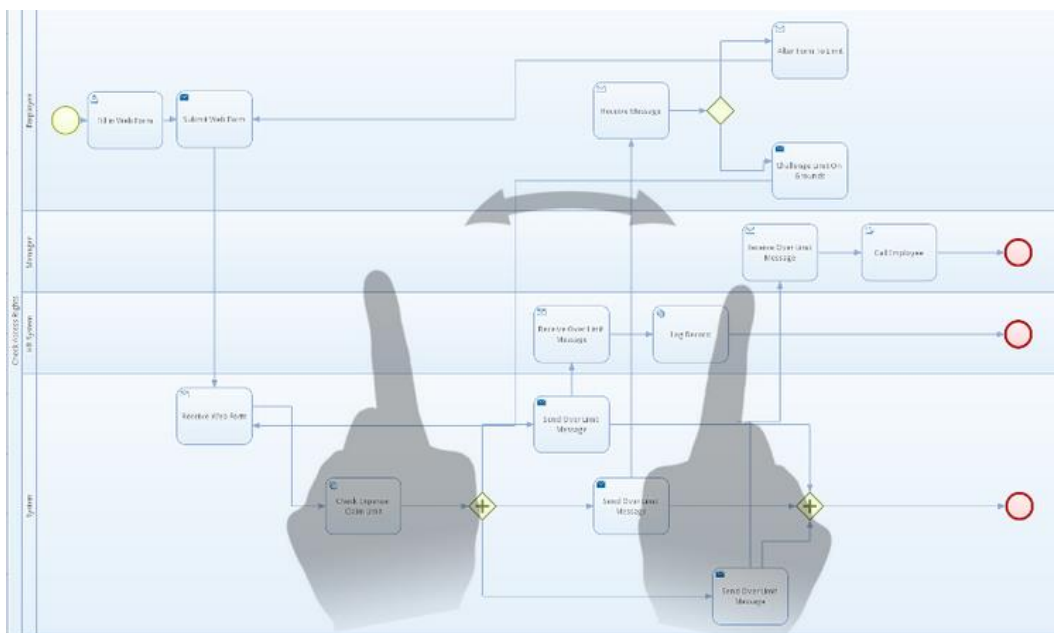 Check Access Rights
Employee
Manager
HR System
System
Fill in Web Form
Submit Web Form
Receive Message
Alter Form To Limit
Challenge Limit On
Grounds
Receive Over Limit
Message
Call Employee
Receive Over Limit
Message
Log Record
Receive Web Form
Send Over Limit
Message
Check Expense
Claim Limit
Send Over Limit
Message
Send Over Limit
Message